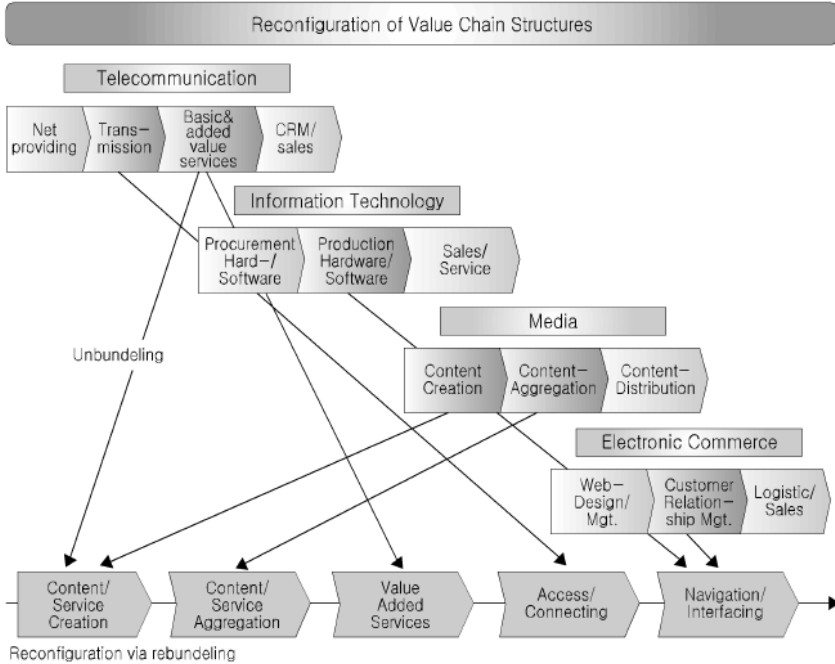 Reconfiguration of Value Chain Structures
Telecommunication
Net
providing
Trans-
mission
Basic&
added
value
services
CRM/
sales
Information Technology
Procurement
Hard-/
Software
Production
Hardware/
Software
Sales/
Service
Media
Unbundeling
Content
Creation
Content-
Aggregation
Content-
Distribution
Electronic Commerce
Web-
Design/
Mgt.
Customer
Relation-
ship Mgt.
Logistic/
Sales
Content/
Service
Creation
Content/
Service
Aggregation
Value
Added
Services
Access/
Connecting
Navigation/
Interfacing
Reconfiguration via rebundeling